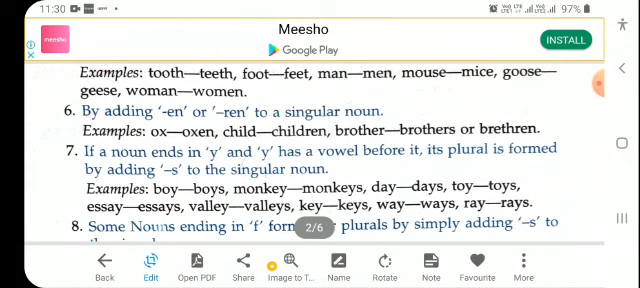 11:30
97%
Meesho
meesho
Google Play
INSTALL
Examples: tooth—teeth, foot—feet, man—men, mouse—mice, goose—
geese, woman—women.
6. By adding '-en' or '–ren' to a singular noun.
Examples: ox—oxen, child—children, brother—brothers or brethren.
7. If a noun ends in 'y' and 'y' has a vowel before it, its plural is formed
by adding '–s' to the singular noun.
Examples: boy—boys, monkey—monkeys, day—days, toy—toys,
essay—essays, valley—valleys, key—keys, way—ways, ray—rays.
8. Some Nouns ending in 'f' form plurals by simply adding '–s' to
2/6
Back Edit Open PDF Share Image to T... Name Rotate Note Favourite More